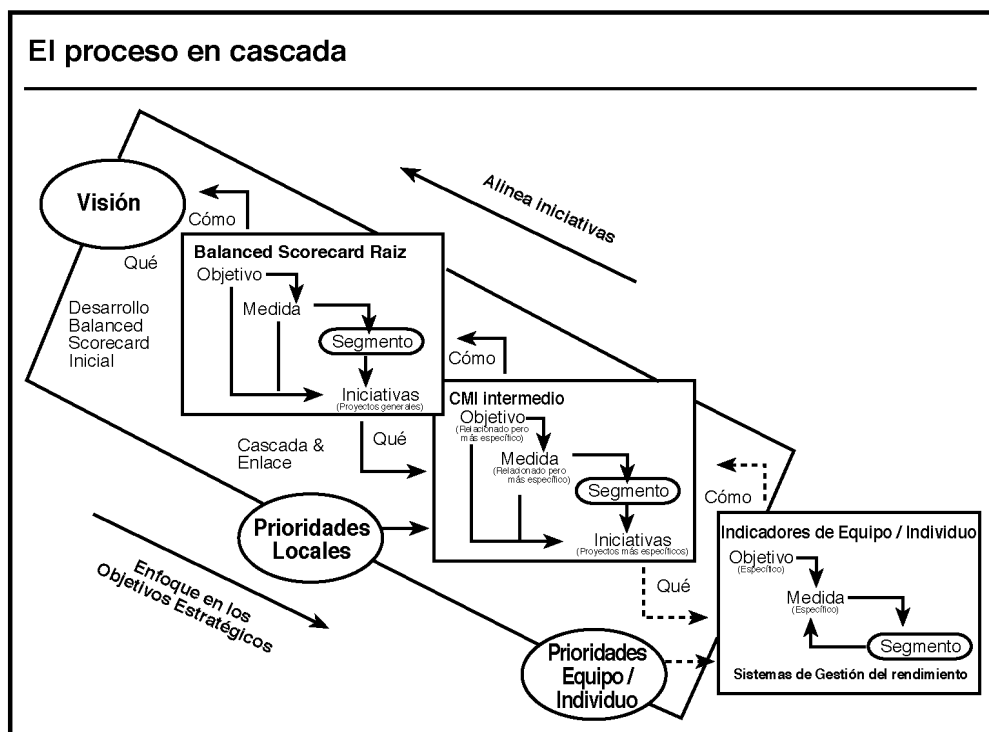 El proceso en cascada
Visión
Cómo
Qué
Alinea iniciativas
Balanced Scorecard Raiz
Objetivo
Medida
Segmento
Iniciativas
(Proyectos generales)
Desarrollo
Balanced
Scorecard
Inicial
Cómo
CMI intermedio
Objetivo
(Relacionado pero
más específico)
Medida
(Relacionado pero
más específico)
Segmento
Iniciativas
(Proyectos más específicos)
Cascada &
Enlace
Qué
Prioridades
Locales
Cómo
Indicadores de Equipo / Individuo
Objetivo
(Específico)
Medida
(Específico)
Segmento
Sistemas de Gestión del rendimiento
Qué
Enfoque en los
Objetivos Estratégicos
Prioridades
Equipo /
Individuo